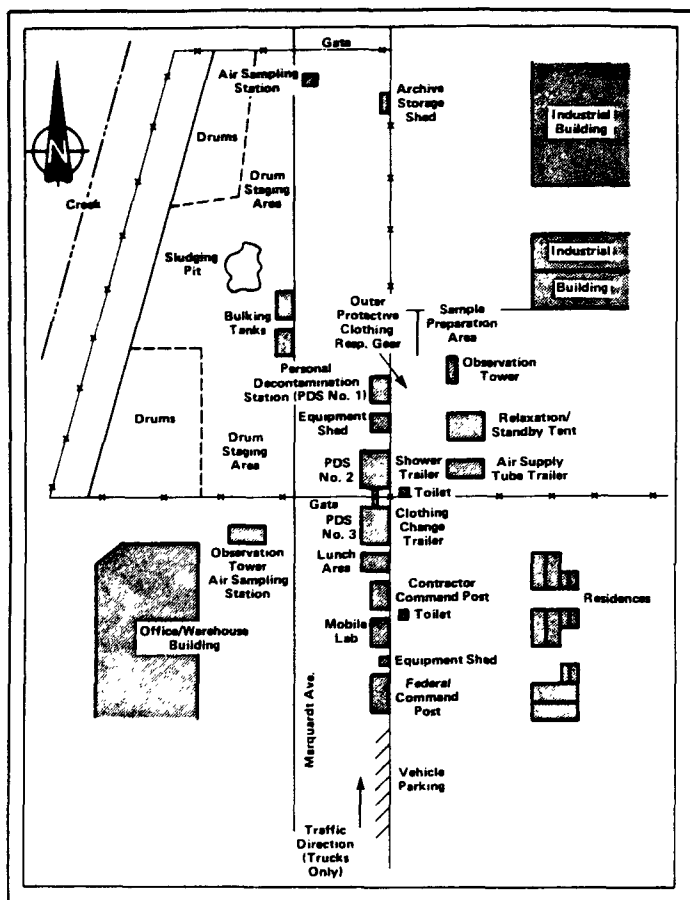 Gate
Air Sampling
Station
Archive
Storage
Shed
Industrial
Building
N
Drums
Drum
Staging
Area
Creek
Sludging
Pit
Industrial
Building
Outer
Protective
Clothing
Resp. Gear
Sample
Preparation
Area
Bulking
Tanks
Personal
Decontamination
Station (PDS No. 1)
Observation
Tower
Drums
Equipment
Shed
Relaxation/
Standby Tent
Drum
Staging
Area
PDS
No. 2
Shower
Trailer
Air Supply
Tube Trailer
Toilet
Gate
PDS
No. 3
Clothing
Change
Trailer
Observation
Tower
Air Sampling
Station
Lunch
Area
Contractor
Command Post
Residences
Toilet
Office/Warehouse
Building
Mobile
Lab
Equipment Shed
Federal
Command
Post
Marquardt Ave.
Vehicle
Parking
Traffic
Direction
(Trucks
Only)